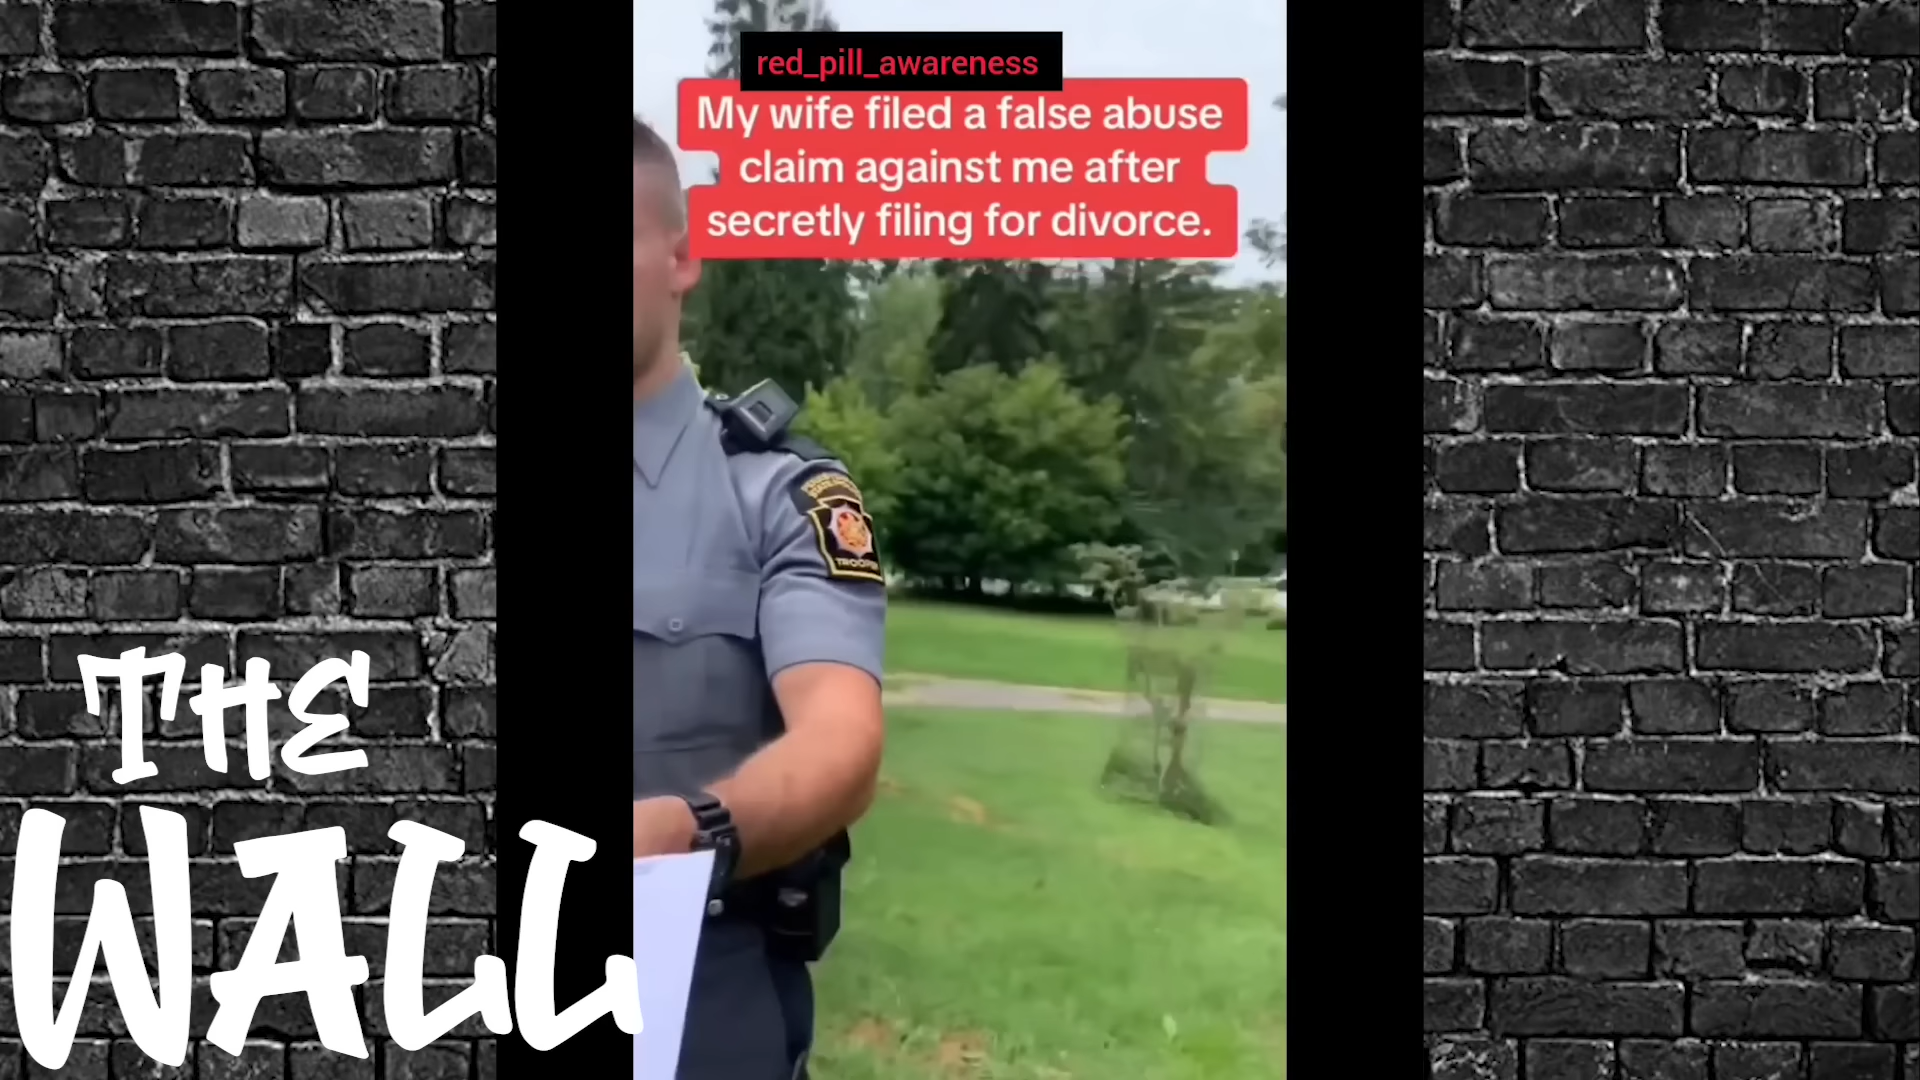 red_pill_awareness
My wife filed a false abuse
claim against me after
secretly filing for divorce.
TROOPER
THE
WALL